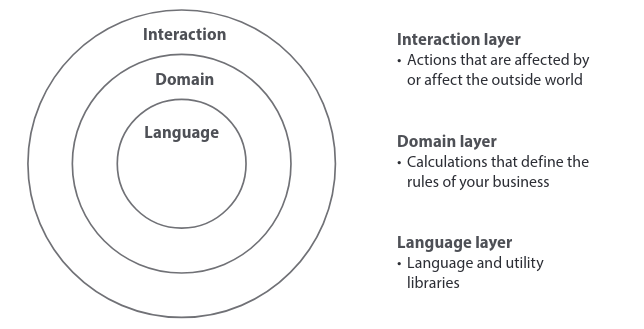 Interaction
Domain
Language
Interaction layer
• Actions that are affected by
or affect the outside world
Domain layer
• Calculations that define the
rules of your business
Language layer
• Language and utility
libraries